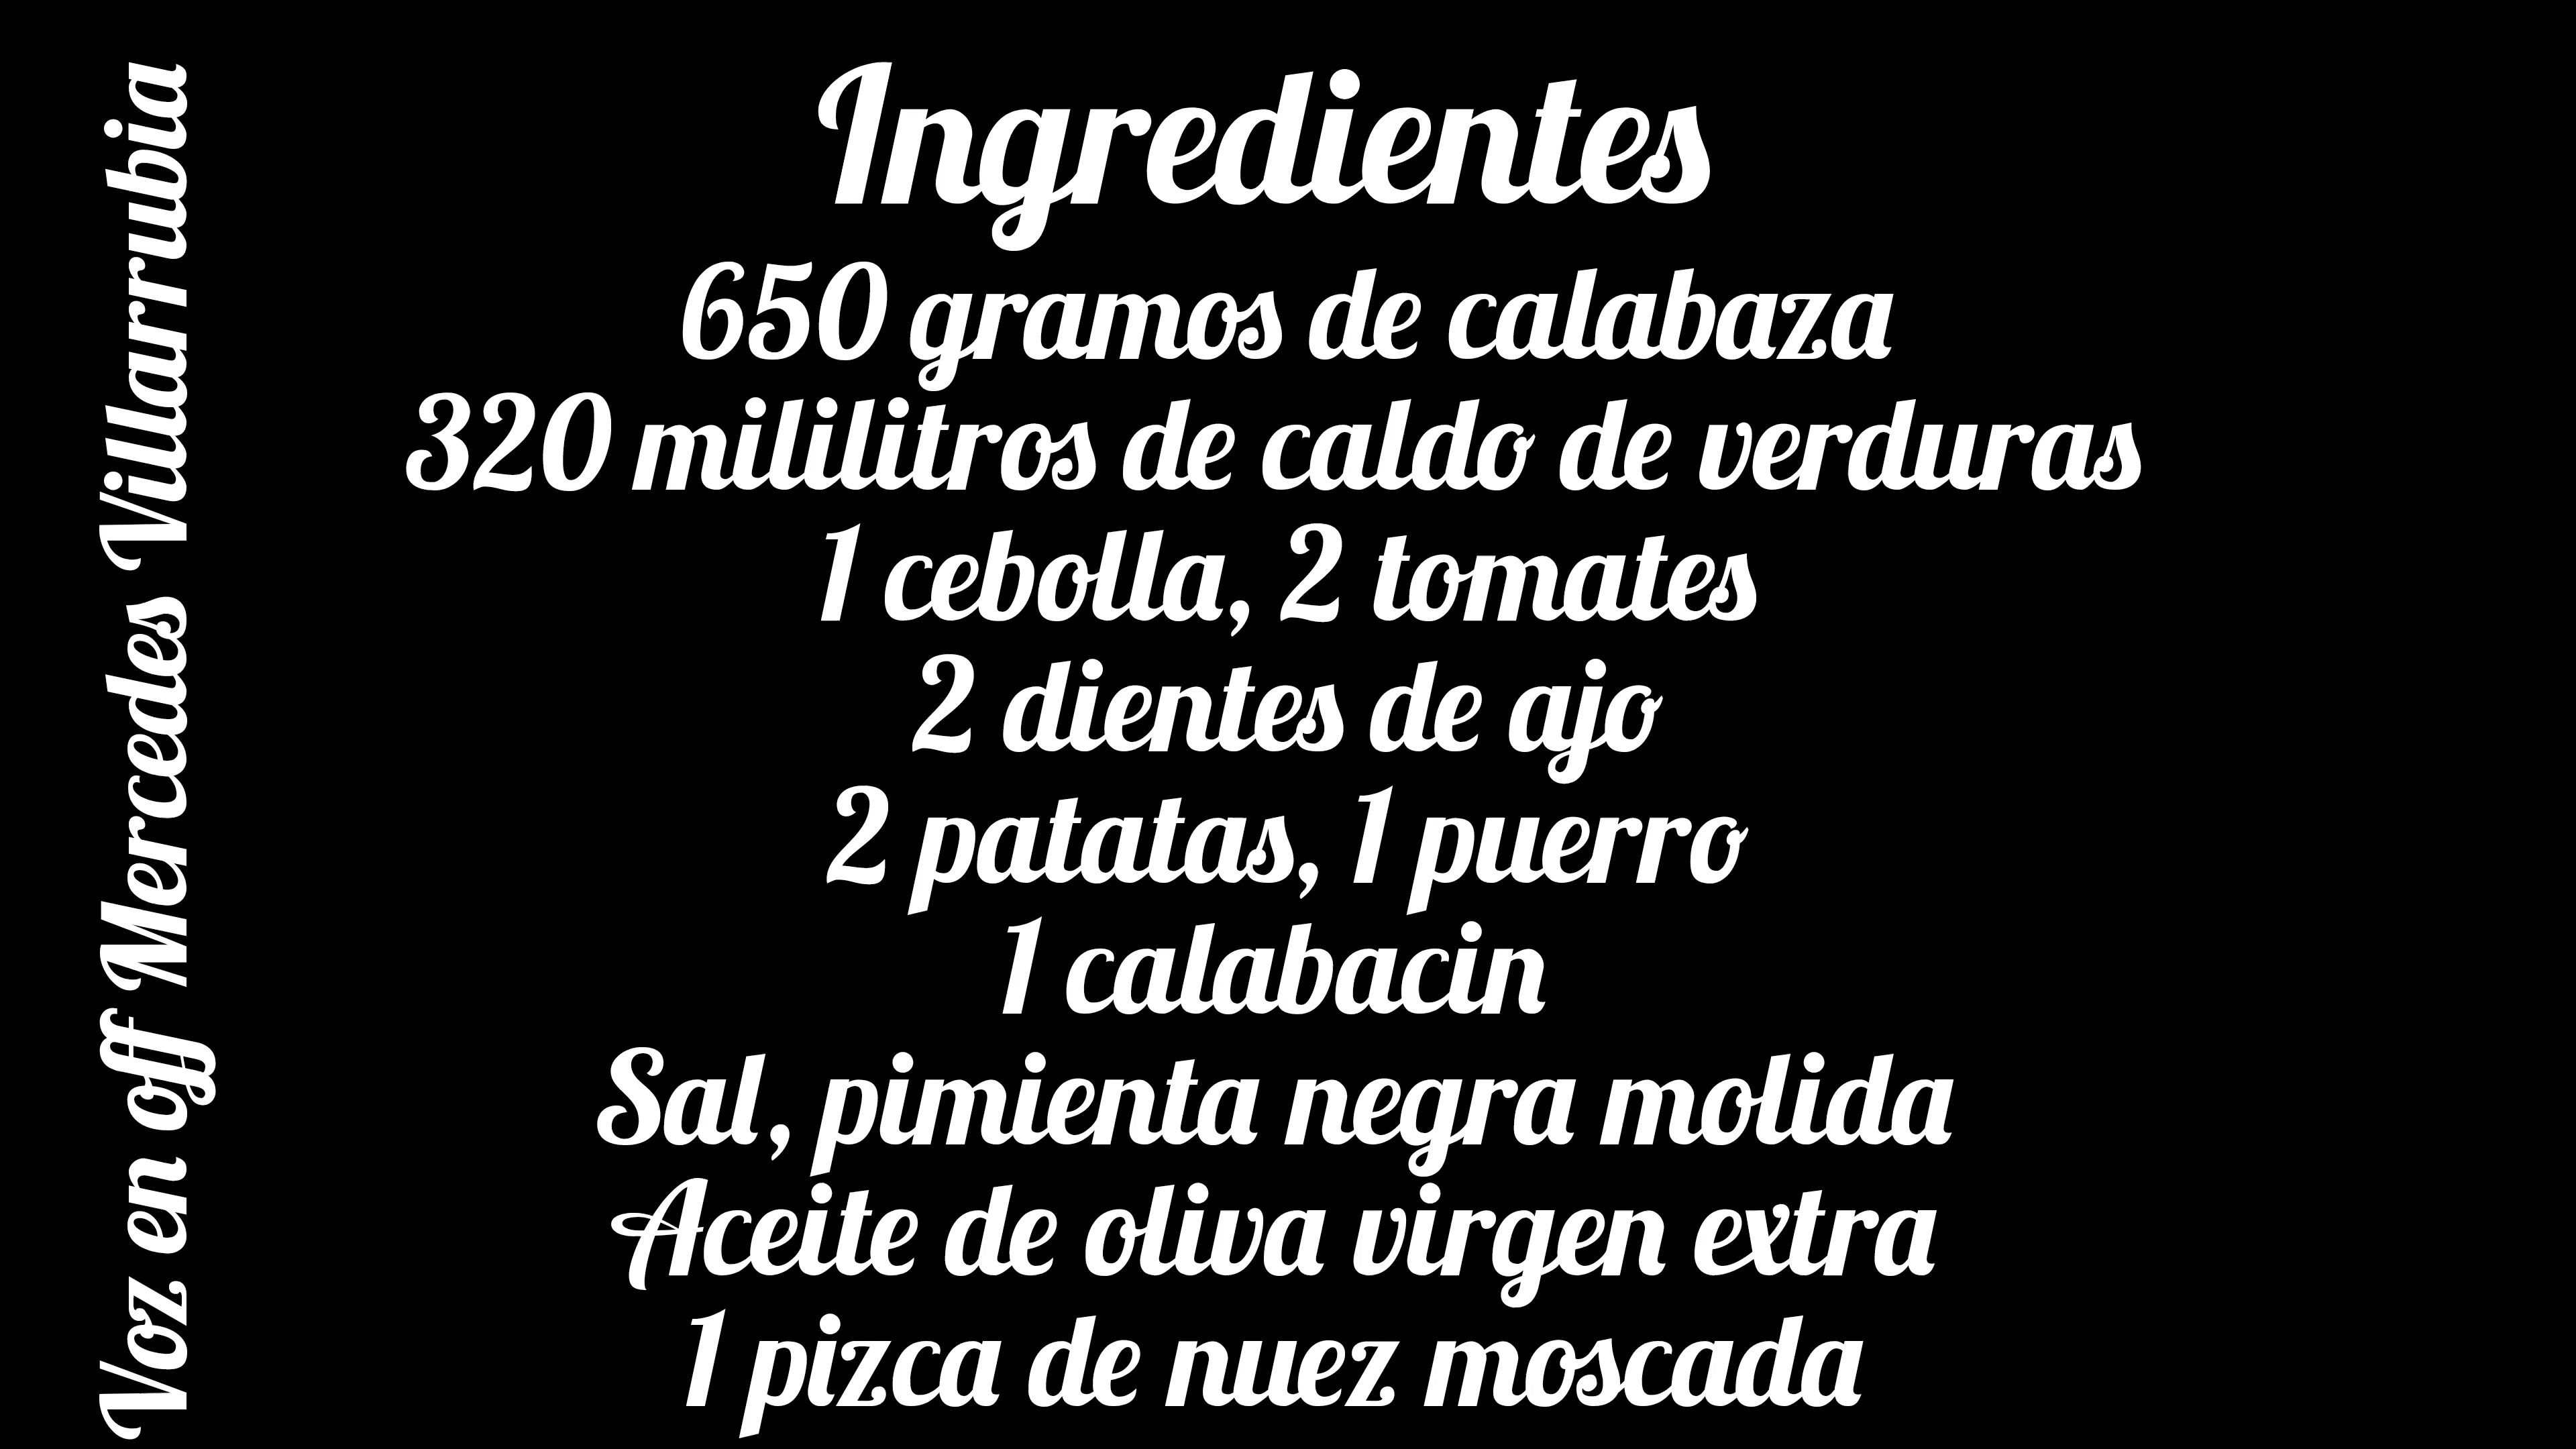 Voz en off Mercedes Villarrubia
Ingredientes
650 gramos de calabaza
320 mililitros de caldo de verduras
1 cebolla, 2 tomates
2 dientes de ajo
2 patatas, 1 puerro
1 calabacin
Sal, pimienta negra molida
Aceite de oliva virgen extra
1 pizca de nuez moscada